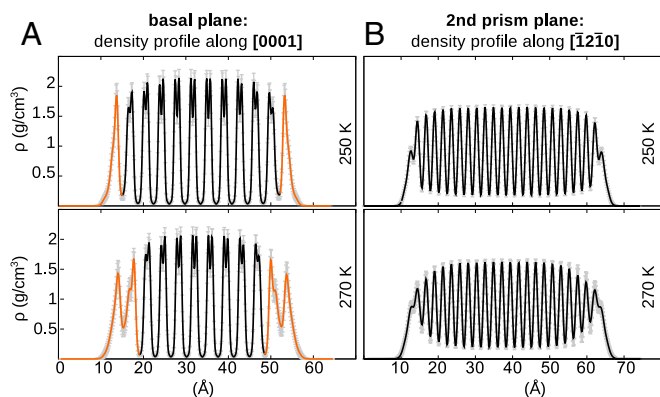 A
basal plane:
density profile along [0001]
B
2nd prism plane:
density profile along [1̄21̄0]
ρ (g/cm³)
2
1.5
1
0.5
250 K
250 K
ρ (g/cm³)
2
1.5
1
0.5
270 K
270 K
0 10 20 30 40 50 60
(Å)
10 20 30 40 50 60 70
(Å)